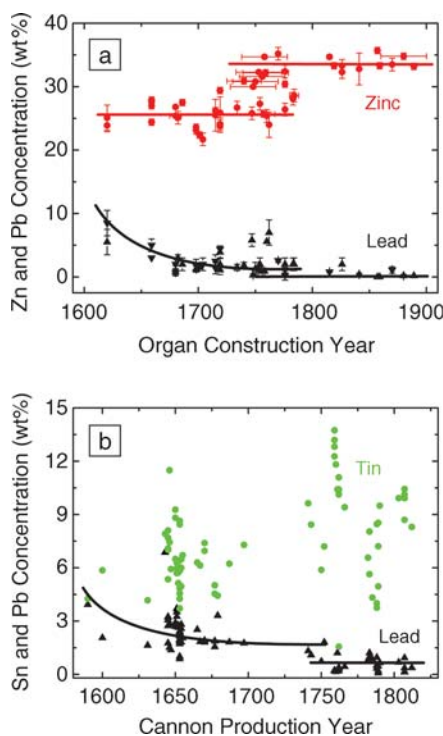 a
Zn and Pb Concentration (wt%)
40
30
20
10
0
Zinc
Lead
1600 1700 1800 1900
Organ Construction Year
b
Sn and Pb Concentration (wt%)
15
12
9
6
3
0
Tin
Lead
1600 1650 1700 1750 1800
Cannon Production Year